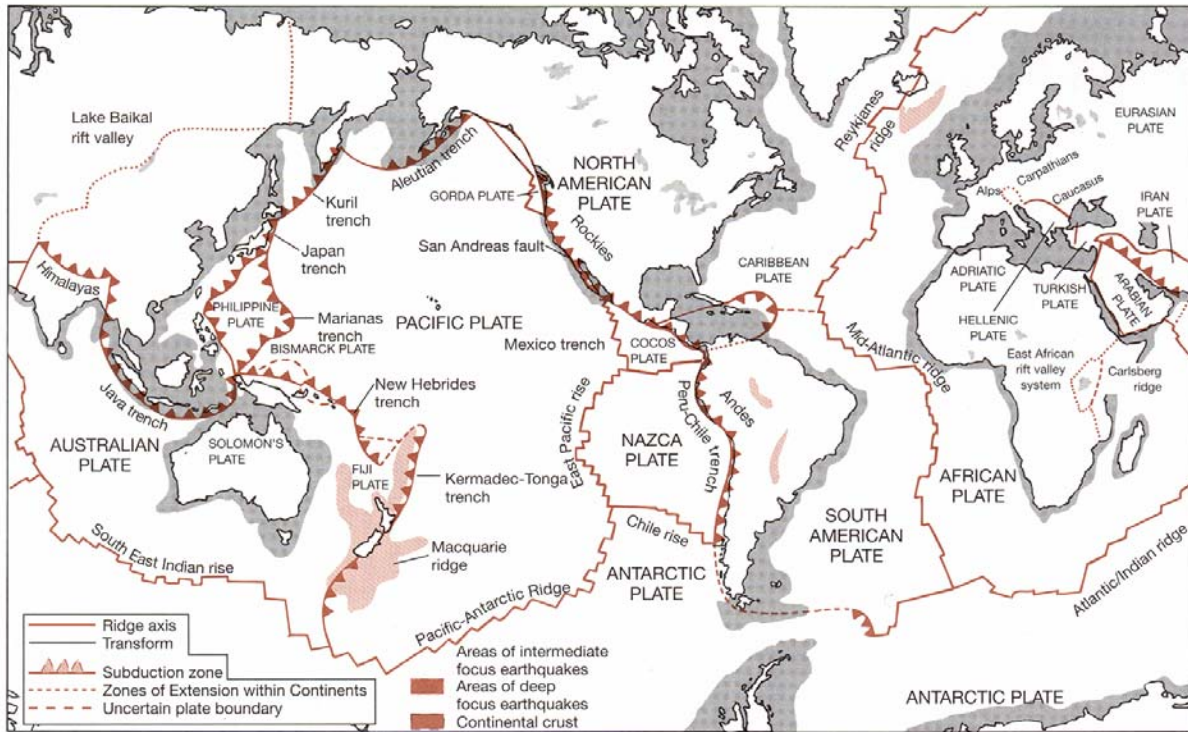 Lake Baikal
rift valley
Himalayas
Java trench
AUSTRALIAN
PLATE
SOLOMON'S
PLATE
South East Indian rise
PHILIPPINE
PLATE
BISMARCK PLATE
Kuril
trench
Japan
trench
Marianas
trench
Aleutian trench
PACIFIC PLATE
New Hebrides
trench
FIJI
PLATE
Kermadec-Tonga
trench
Macquarie
ridge
Pacific-Antarctic Ridge
GORDA PLATE
San Andreas fault
NORTH
AMERICAN
PLATE
Rockles
Mexico trench
CARIBBEAN
PLATE
COCOS
PLATE
East Pacific rise
NAZCA
PLATE
Peru-Chile trench
Andes
Chile rise
ANTARCTIC
PLATE
SOUTH
AMERICAN
PLATE
Reykjanes
ridge
Mid-Atlantic ridge
EURASIAN
PLATE
Alps
Carpathians
Caucasus
IRAN
PLATE
ADRIATIC
PLATE
TURKISH
PLATE
HELLENIC
PLATE
ARABIAN
PLATE
East African
rift valley
system
Carlsberg
ridge
AFRICAN
PLATE
Atlantic/Indian ridge
ANTARCTIC PLATE
Ridge axis
Transform
Subduction zone
Zones of Extension within Continents
Uncertain plate boundary
Areas of intermediate
focus earthquakes
Areas of deep
focus earthquakes
Continental crust